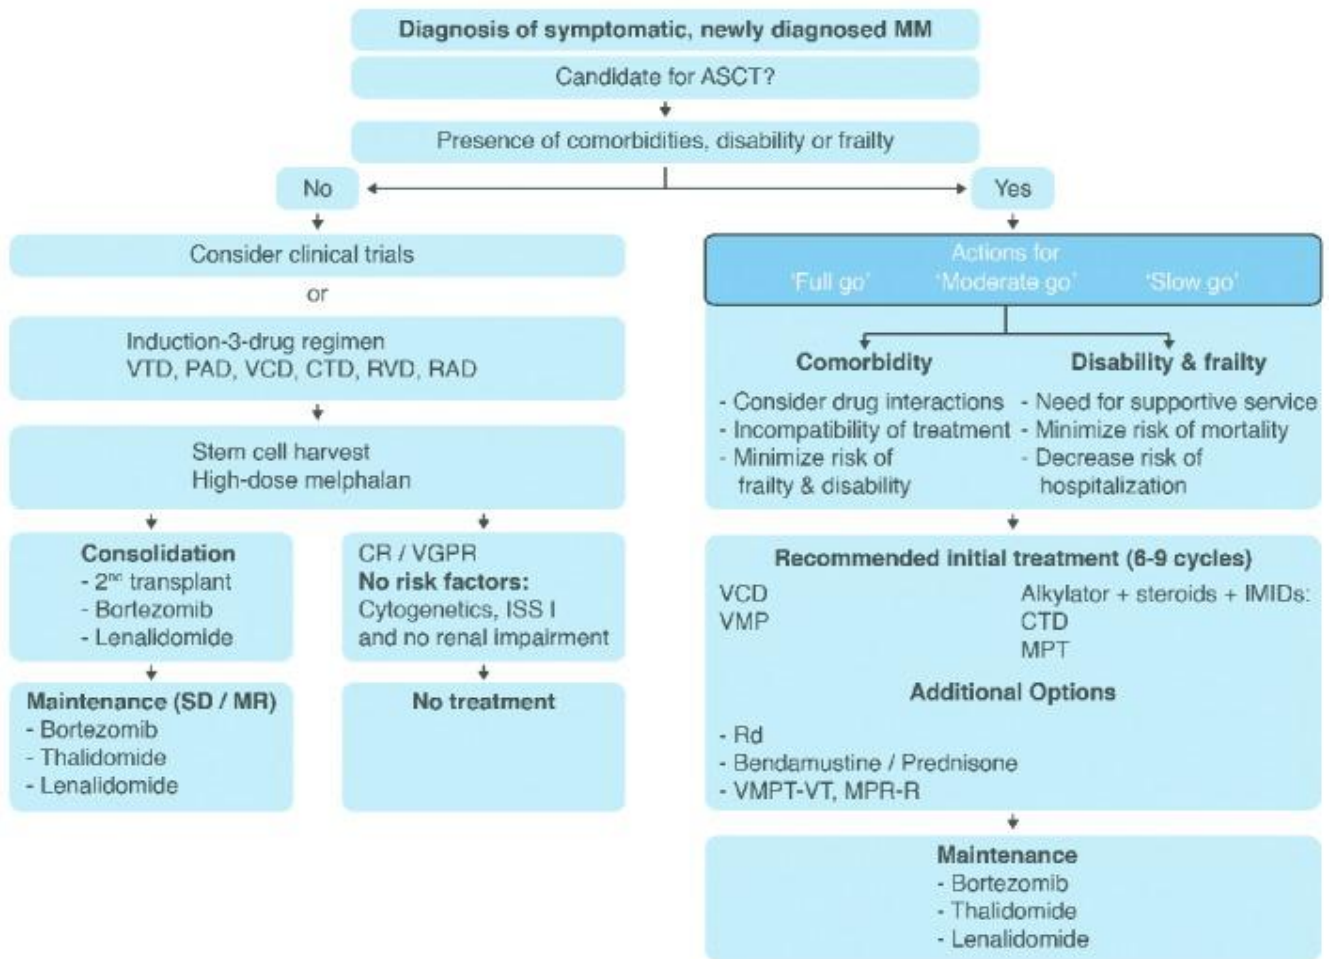 Diagnosis of symptomatic, newly diagnosed MM
Candidate for ASCT?
Presence of comorbidities, disability or frailty
No
Yes
Consider clinical trials
or
Induction-3-drug regimen
VTD, PAD, VCD, CTD, RVD, RAD
Stem cell harvest
High-dose melphalan
Consolidation
- 2nd transplant
- Bortezomib
- Lenalidomide
CR / VGPR
No risk factors:
Cytogenetics, ISS I
and no renal impairment
Maintenance (SD / MR)
- Bortezomib
- Thalidomide
- Lenalidomide
No treatment
Actions for
'Full go' 'Moderate go' 'Slow go'
Comorbidity
- Consider drug interactions
- Incompatibility of treatment
- Minimize risk of
frailty & disability
Disability & frailty
- Need for supportive service
- Minimize risk of mortality
- Decrease risk of
hospitalization
Recommended initial treatment (6-9 cycles)
VCD
VMP
Alkylator + steroids + IMIDs:
CTD
MPT
Additional Options
- Rd
- Bendamustine / Prednisone
- VMPT-VT, MPR-R
Maintenance
- Bortezomib
- Thalidomide
- Lenalidomide